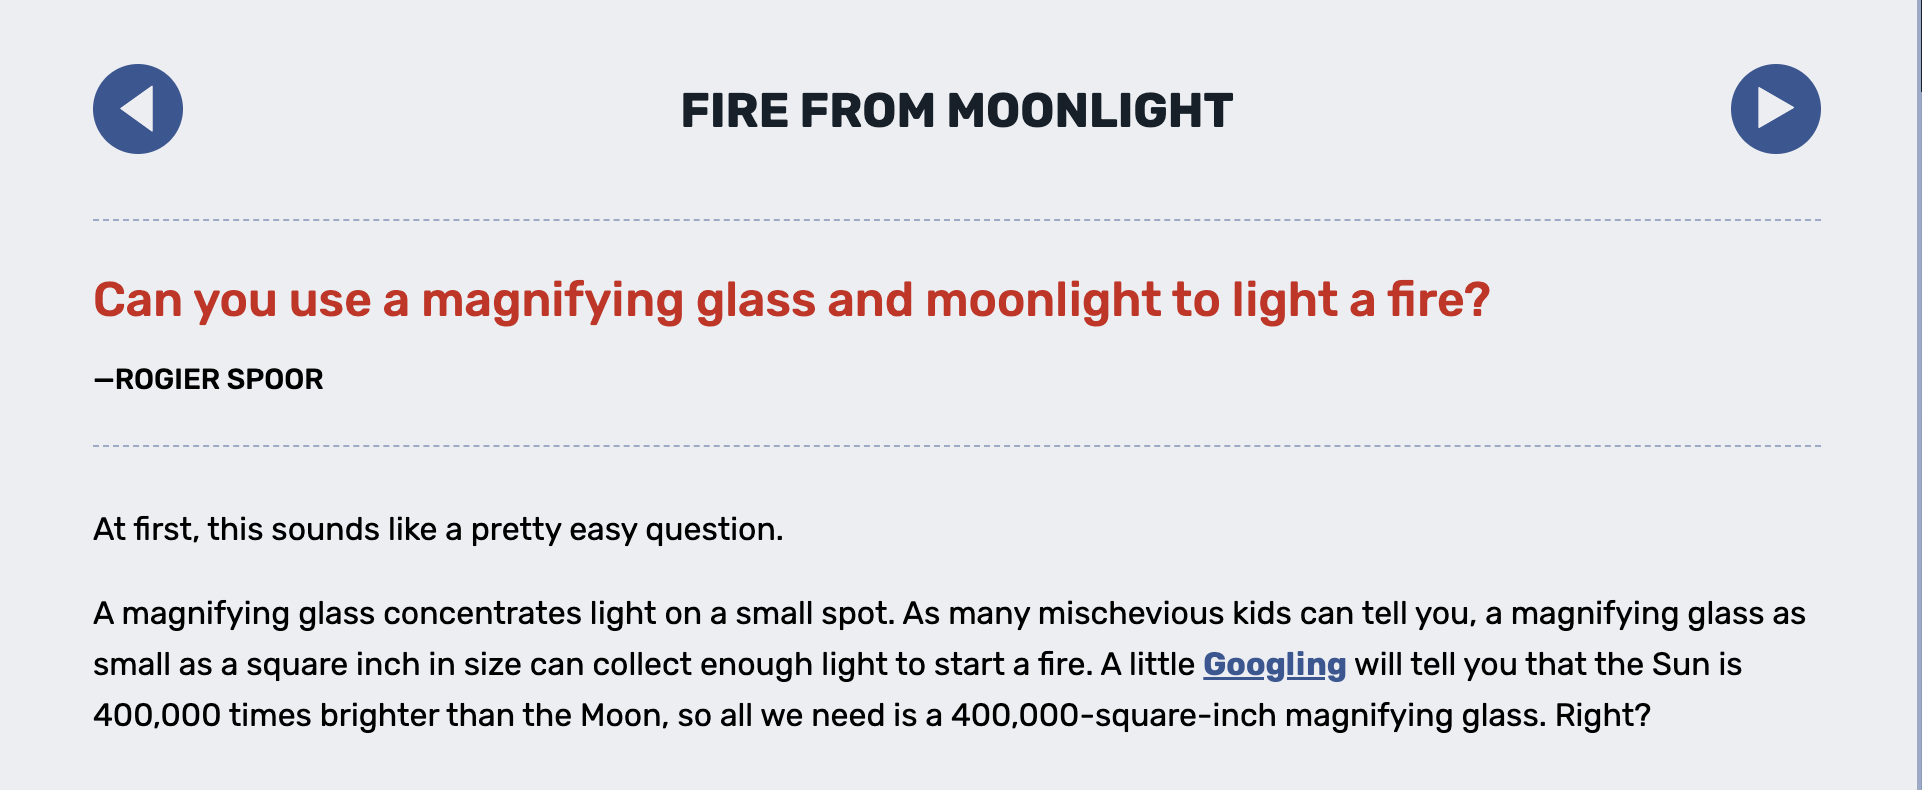 FIRE FROM MOONLIGHT
Can you use a magnifying glass and moonlight to light a fire?
—ROGIER SPOOR
At first, this sounds like a pretty easy question.
A magnifying glass concentrates light on a small spot. As many mischevious kids can tell you, a magnifying glass as
small as a square inch in size can collect enough light to start a fire. A little Googling will tell you that the Sun is
400,000 times brighter than the Moon, so all we need is a 400,000-square-inch magnifying glass. Right?